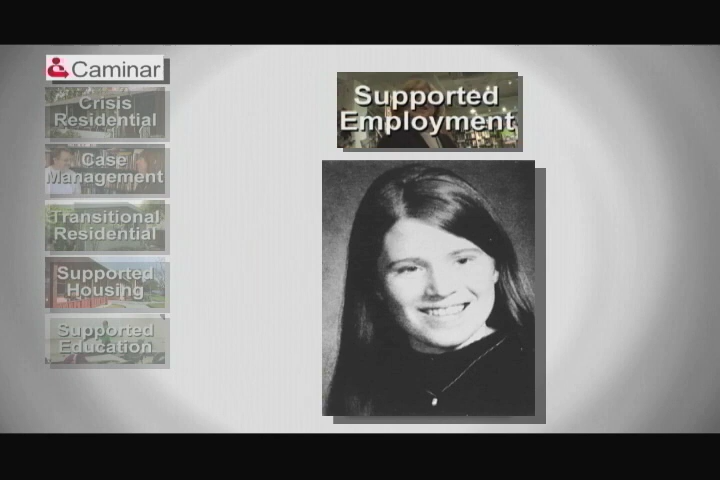 Caminar
Crisis
Residential
Case
Management
Transitional
Residential
Supported
Housing
Supported
Education
Supported
Employment